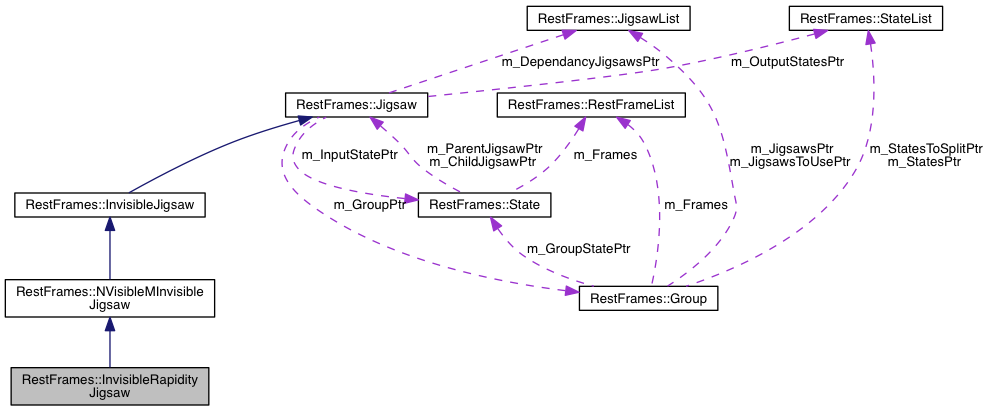 RestFrames::JigsawList
RestFrames::StateList
m_DependancyJigsawsPtr
m_OutputStatesPtr
RestFrames::Jigsaw
RestFrames::RestFrameList
m_InputStatePtr
m_ParentJigsawPtr
m_ChildJigsawPtr
m_Frames
m_JigsawsPtr
m_JigsawsToUsePtr
m_StatesToSplitPtr
m_StatesPtr
RestFrames::InvisibleJigsaw
m_GroupPtr
RestFrames::State
m_Frames
m_GroupStatePtr
RestFrames::NVisibleMInvisible
Jigsaw
RestFrames::Group
RestFrames::InvisibleRapidity
Jigsaw